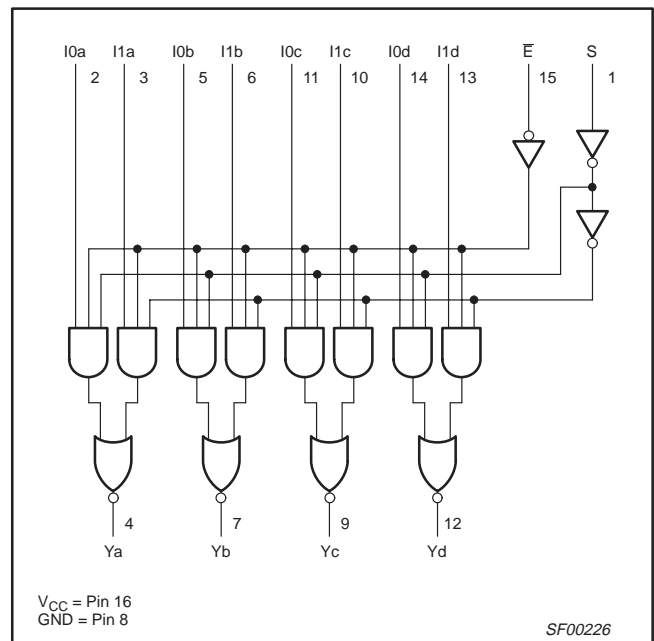 I0a I1a I0b I1b I0c I1c I0d I1d E̅ S
2 3 5 6 11 10 14 13 15 1
4 7 9 12
Ya Yb Yc Yd
VCC = Pin 16
GND = Pin 8
SF00226